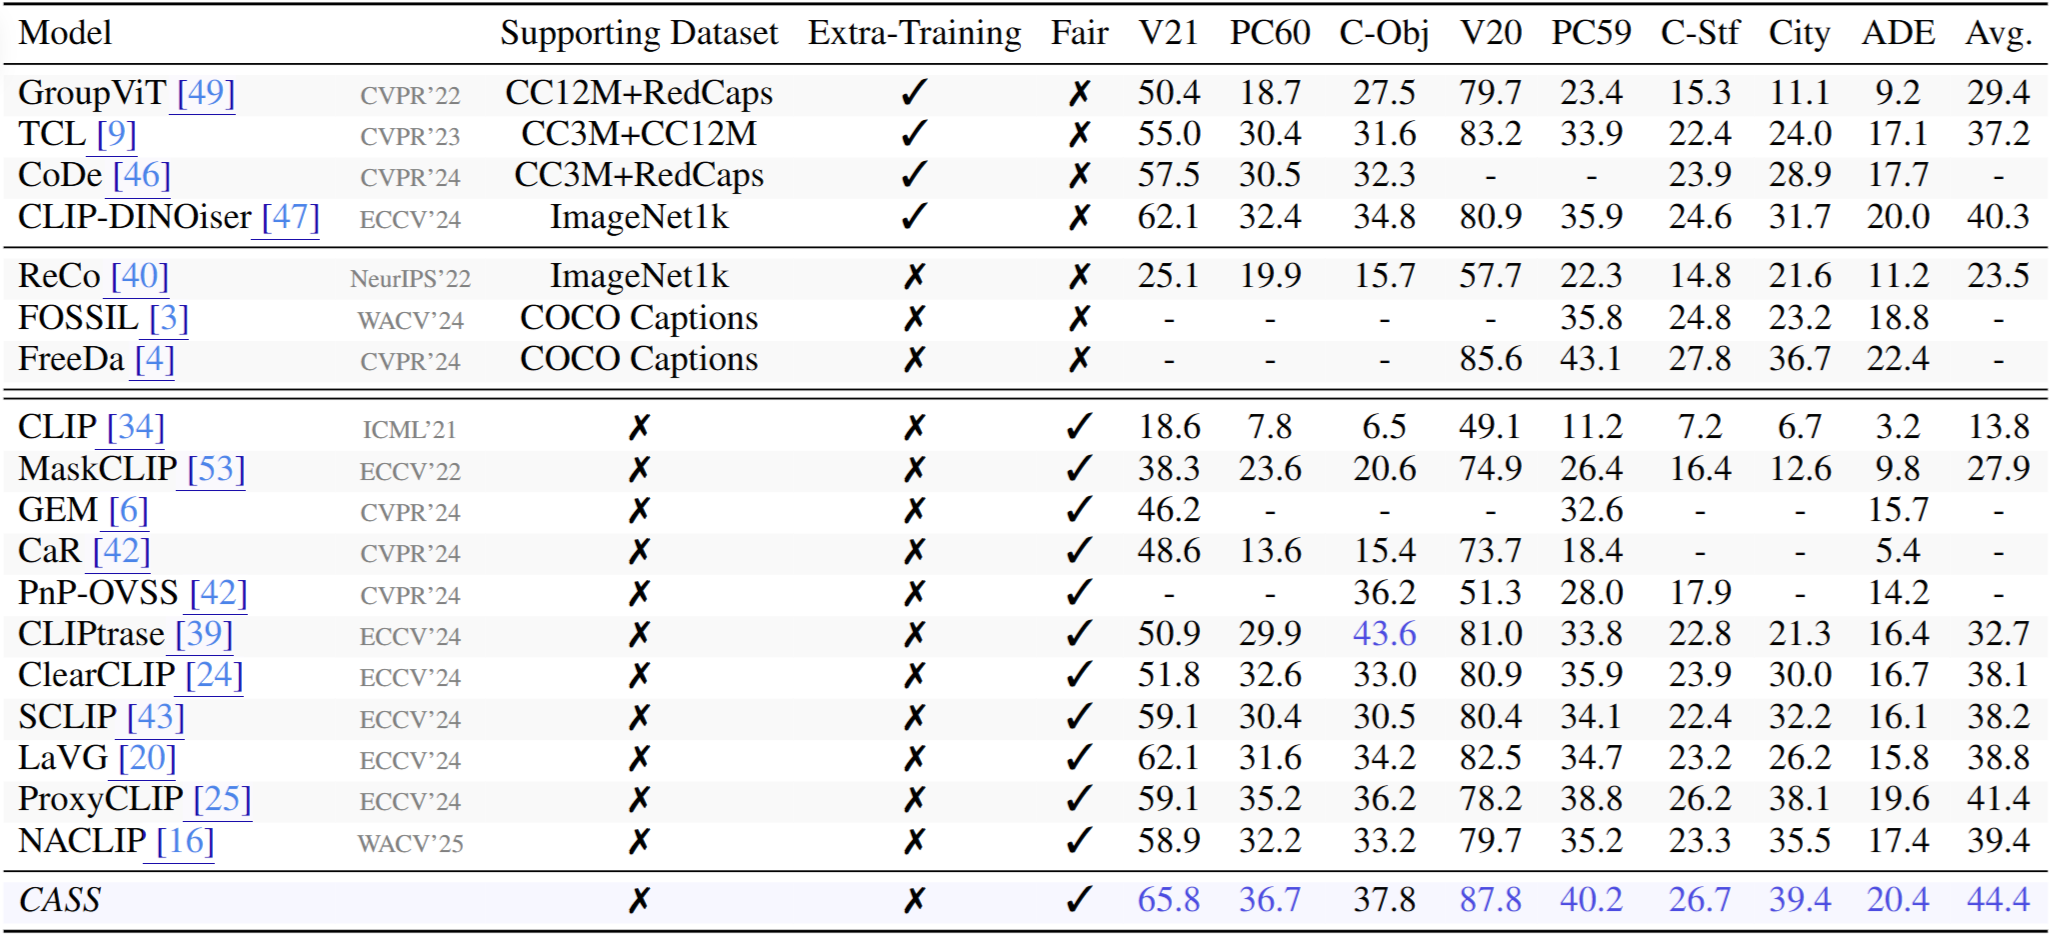 Model Supporting Dataset Extra-Training Fair V21 PC60 C-Obj V20 PC59 C-Stf City ADE Avg.
GroupViT [49] CVPR'22 CC12M+RedCaps ✓ ✗ 50.4 18.7 27.5 79.7 23.4 15.3 11.1 9.2 29.4
TCL [9] CVPR'23 CC3M+CC12M ✓ ✗ 55.0 30.4 31.6 83.2 33.9 22.4 24.0 17.1 37.2
CoDe [46] CVPR'24 CC3M+RedCaps ✓ ✗ 57.5 30.5 32.3 - - 23.9 28.9 17.7 -
CLIP-DINOiser [47] ECCV'24 ImageNet1k ✓ ✗ 62.1 32.4 34.8 80.9 35.9 24.6 31.7 20.0 40.3
ReCo [40] NeurIPS'22 ImageNet1k ✗ ✗ 25.1 19.9 15.7 57.7 22.3 14.8 21.6 11.2 23.5
FOSSIL [3] WACV'24 COCO Captions ✗ ✗ - - - - 35.8 24.8 23.2 18.8 -
FreeDa [4] CVPR'24 COCO Captions ✗ ✗ - - - 85.6 43.1 27.8 36.7 22.4 -
CLIP [34] ICML'21 ✗ ✗ ✓ 18.6 7.8 6.5 49.1 11.2 7.2 6.7 3.2 13.8
MaskCLIP [53] ECCV'22 ✗ ✗ ✓ 38.3 23.6 20.6 74.9 26.4 16.4 12.6 9.8 27.9
GEM [6] CVPR'24 ✗ ✗ ✓ 46.2 - - - 32.6 - - 15.7 -
CaR [42] CVPR'24 ✗ ✗ ✓ 48.6 13.6 15.4 73.7 18.4 - - 5.4 -
PnP-OVSS [42] CVPR'24 ✗ ✗ ✓ - - 36.2 51.3 28.0 17.9 - 14.2 -
CLIPtrase [39] ECCV'24 ✗ ✗ ✓ 50.9 29.9 43.6 81.0 33.8 22.8 21.3 16.4 32.7
ClearCLIP [24] ECCV'24 ✗ ✗ ✓ 51.8 32.6 33.0 80.9 35.9 23.9 30.0 16.7 38.1
SCLIP [43] ECCV'24 ✗ ✗ ✓ 59.1 30.4 30.5 80.4 34.1 22.4 32.2 16.1 38.2
LaVG [20] ECCV'24 ✗ ✗ ✓ 62.1 31.6 34.2 82.5 34.7 23.2 26.2 15.8 38.8
ProxyCLIP [25] ECCV'24 ✗ ✗ ✓ 59.1 35.2 36.2 78.2 38.8 26.2 38.1 19.6 41.4
NACLIP [16] WACV'25 ✗ ✗ ✓ 58.9 32.2 33.2 79.7 35.2 23.3 35.5 17.4 39.4
CASS ✗ ✗ ✓ 65.8 36.7 37.8 87.8 40.2 26.7 39.4 20.4 44.4